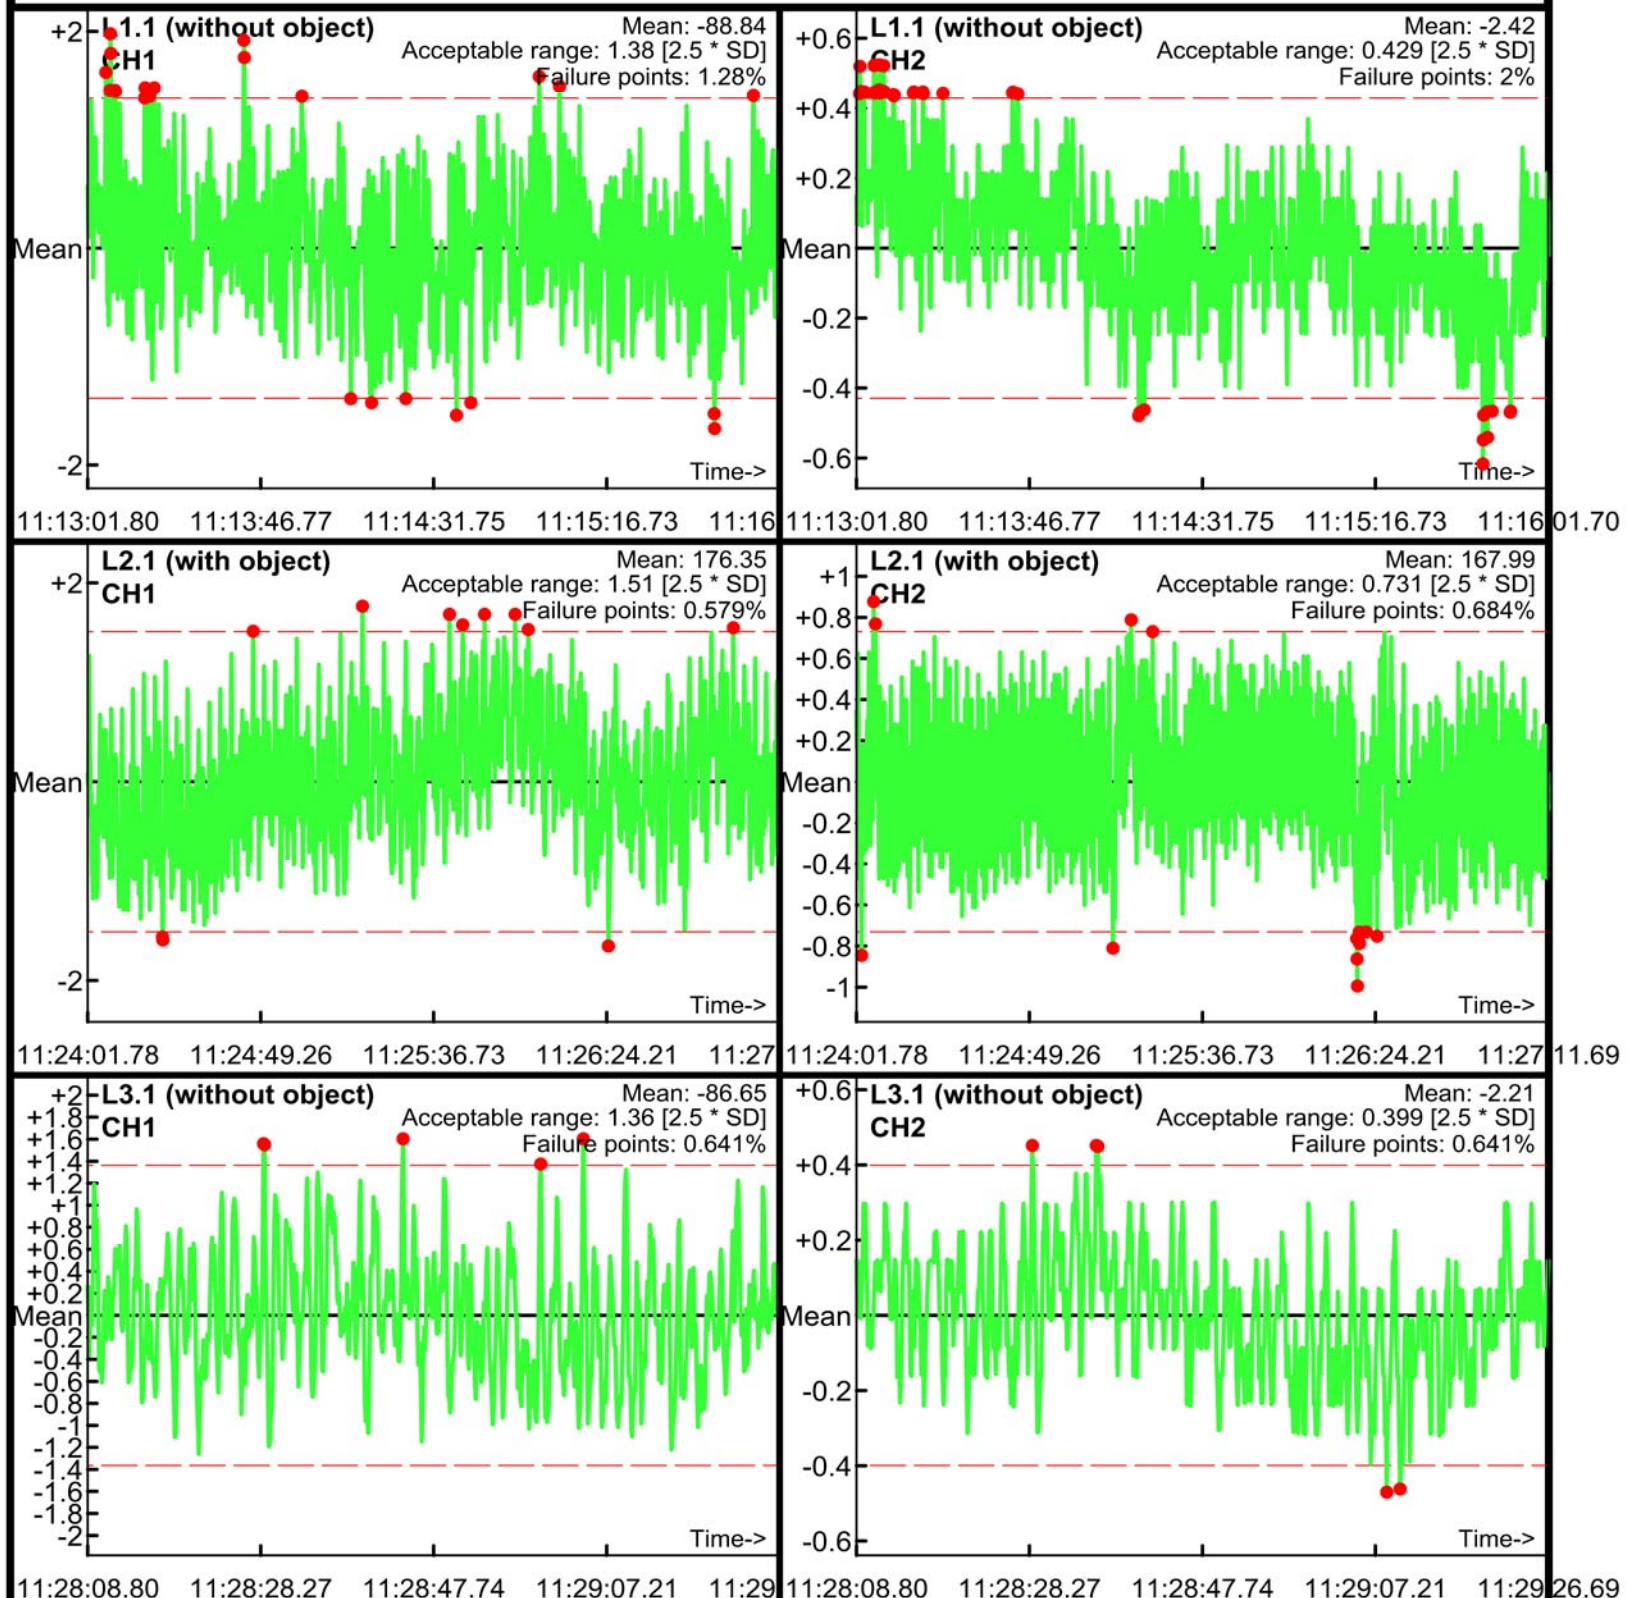 L1.1 (without object)
CH1
Mean: -88.84
Acceptable range: 1.38 [2.5 * SD]
Failure points: 1.28%
+2
Mean
-2
Time->
11:13:01.80 11:13:46.77 11:14:31.75 11:15:16.73 11:16
L1.1 (without object)
CH2
Mean: -2.42
Acceptable range: 0.429 [2.5 * SD]
Failure points: 2%
+0.6
+0.4
+0.2
Mean
-0.2
-0.4
-0.6
Time->
11:13:01.80 11:13:46.77 11:14:31.75 11:15:16.73 11:16:01.70
L2.1 (with object)
CH1
Mean: 176.35
Acceptable range: 1.51 [2.5 * SD]
Failure points: 0.579%
+2
Mean
-2
Time->
11:24:01.78 11:24:49.26 11:25:36.73 11:26:24.21 11:27
L2.1 (with object)
CH2
Mean: 167.99
Acceptable range: 0.731 [2.5 * SD]
Failure points: 0.684%
+1
+0.8
+0.6
+0.4
+0.2
Mean
-0.2
-0.4
-0.6
-0.8
-1
Time->
11:24:01.78 11:24:49.26 11:25:36.73 11:26:24.21 11:27:11.69
L3.1 (without object)
CH1
Mean: -86.65
Acceptable range: 1.36 [2.5 * SD]
Failure points: 0.641%
+2
+1.8
+1.6
+1.4
+1.2
+1
+0.8
+0.6
+0.4
+0.2
Mean
-0.2
-0.4
-0.6
-0.8
-1
-1.2
-1.4
-1.6
-1.8
-2
Time->
11:28:08.80 11:28:28.27 11:28:47.74 11:29:07.21 11:29
L3.1 (without object)
CH2
Mean: -2.21
Acceptable range: 0.399 [2.5 * SD]
Failure points: 0.641%
+0.6
+0.4
+0.2
Mean
-0.2
-0.4
-0.6
Time->
11:28:08.80 11:28:28.27 11:28:47.74 11:29:07.21 11:29:26.69